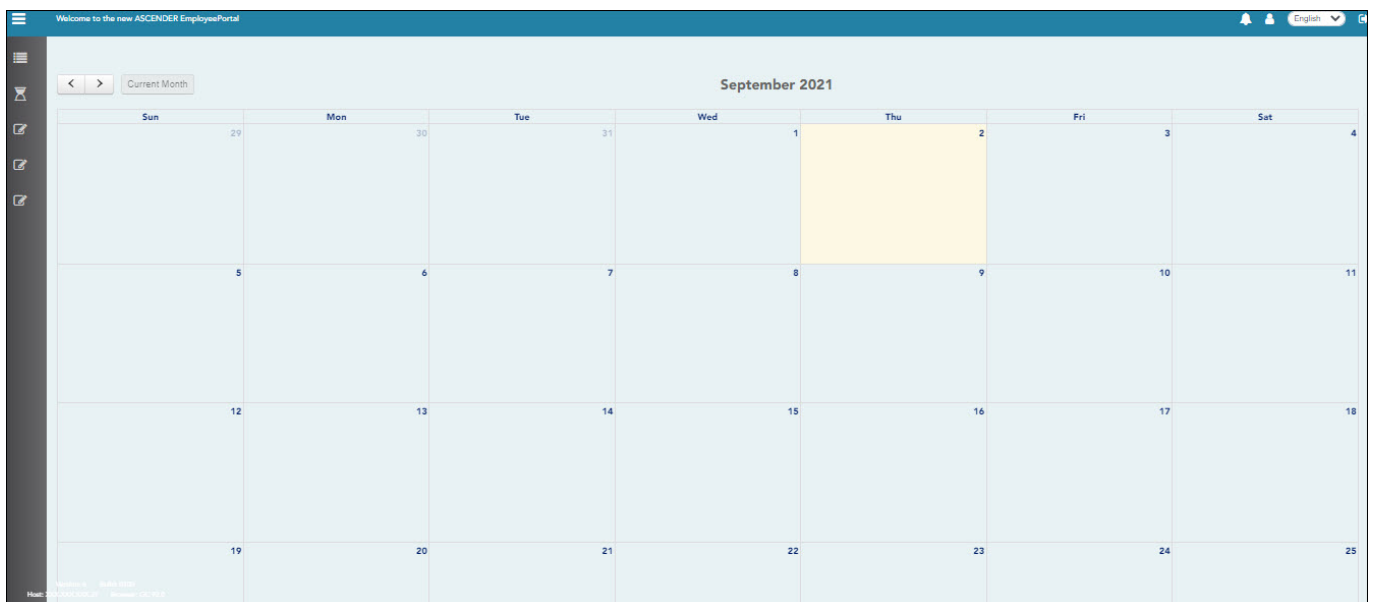 Welcome to the new ASCENDER EmployeePortal English
Current Month September 2021
Sun Mon Tue Wed Thu Fri Sat
29 30 31 1 2 3 4
5 6 7 8 9 10 11
12 13 14 15 16 17 18
19 20 21 22 23 24 25
Host: